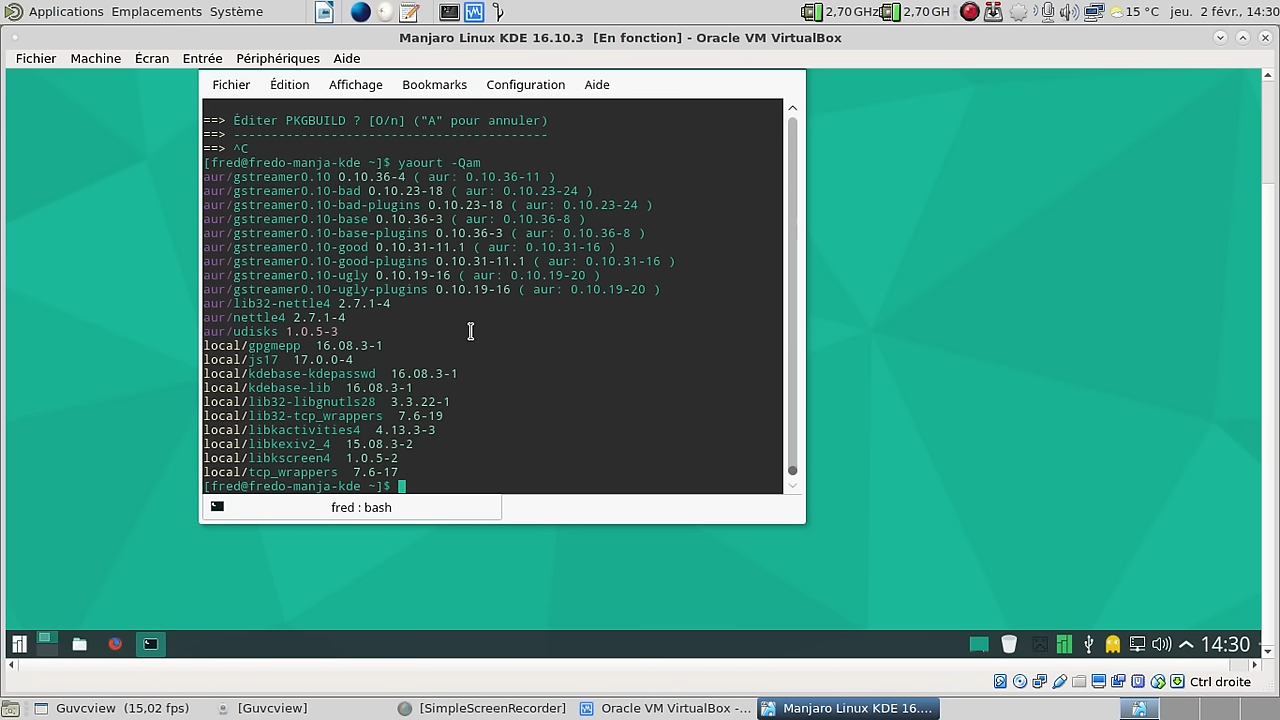 Applications Emplacements Système 2,70 GHz 2,70 GH 15 °C jeu. 2 févr., 14:30
Manjaro Linux KDE 16.10.3 [En fonction] - Oracle VM VirtualBox
Fichier Machine Écran Entrée Périphériques Aide
Fichier Édition Affichage Bookmarks Configuration Aide
==> Éditer PKGBUILD ? [O/n] ("A" pour annuler)
==> ------------------------------------------
==> ^C
[fred@fredo-manja-kde ~]$ yaourt -Qam
aur/gstreamer0.10 0.10.36-4 ( aur: 0.10.36-11 )
aur/gstreamer0.10-bad 0.10.23-18 ( aur: 0.10.23-24 )
aur/gstreamer0.10-bad-plugins 0.10.23-18 ( aur: 0.10.23-24 )
aur/gstreamer0.10-base 0.10.36-3 ( aur: 0.10.36-8 )
aur/gstreamer0.10-base-plugins 0.10.36-3 ( aur: 0.10.36-8 )
aur/gstreamer0.10-good 0.10.31-11.1 ( aur: 0.10.31-16 )
aur/gstreamer0.10-good-plugins 0.10.31-11.1 ( aur: 0.10.31-16 )
aur/gstreamer0.10-ugly 0.10.19-16 ( aur: 0.10.19-20 )
aur/gstreamer0.10-ugly-plugins 0.10.19-16 ( aur: 0.10.19-20 )
aur/lib32-nettle4 2.7.1-4
aur/nettle4 2.7.1-4
aur/udisks 1.0.5-3
local/gpgmepp 16.08.3-1
local/js17 17.0.0-4
local/kdebase-kdepasswd 16.08.3-1
local/kdebase-lib 16.08.3-1
local/lib32-libgnutls28 3.3.22-1
local/lib32-tcp_wrappers 7.6-19
local/libkactivities4 4.13.3-3
local/libkexiv2_4 15.08.3-2
local/libkscreen4 1.0.5-2
local/tcp_wrappers 7.6-17
[fred@fredo-manja-kde ~]$
fred : bash
14:30
Ctrl droite
Guvcview (15,02 fps) [Guvcview] [SimpleScreenRecorder] Oracle VM VirtualBox -... Manjaro Linux KDE 16....